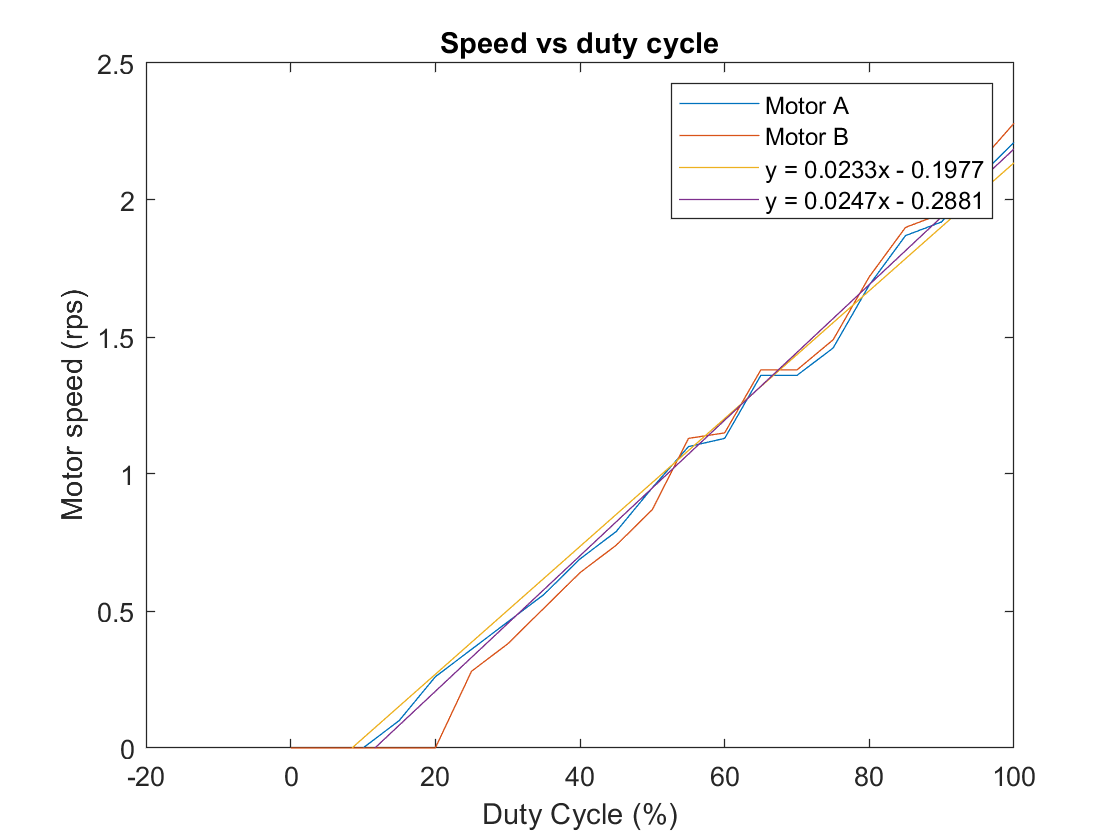 Speed vs duty cycle
2.5
2
1.5
1
0.5
0
Motor speed (rps)
Motor A
Motor B
y = 0.0233x - 0.1977
y = 0.0247x - 0.2881
-20 0 20 40 60 80 100
Duty Cycle (%)